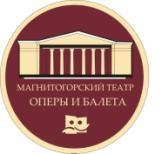 МАГНИТОГОРСКИЙ ТЕАТР
ОПЕРЫ И БАЛЕТА